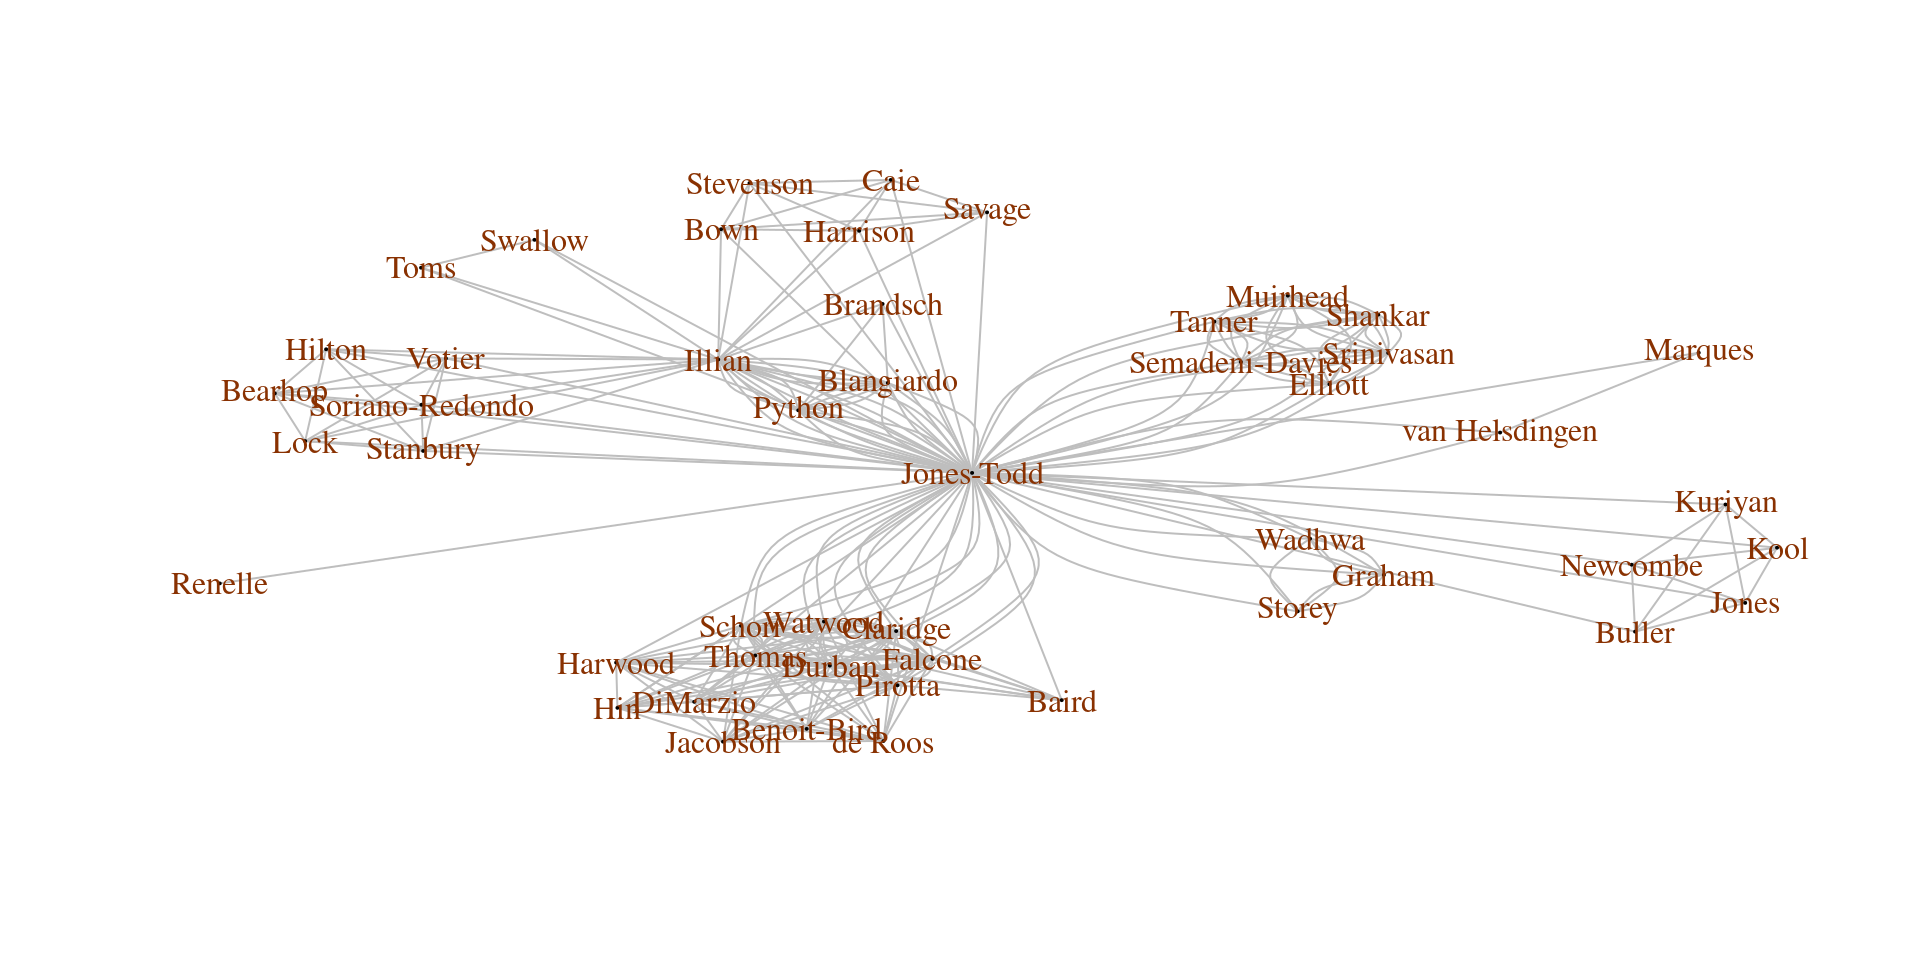 Stevenson
Caie
Savage
Bown
Harrison
Swallow
Toms
Brandsch
Muirhead
Tanner
Shankar
Hilton
Votier
Illian
Semadeni-Davies
Srinivasan
Marques
Blangiardo
Elliott
Bearhop
Soriano-Redondo
Python
van Helsdingen
Lock
Stanbury
Jones-Todd
Kuriyan
Wadhwa
Kool
Newcombe
Graham
Renelle
Storey
Jones
Buller
Schorr
Watwood
Claridge
Thomas
Harwood
Durban
Falcone
Pirotta
Hin
DiMarzio
Baird
Benoit-Bird
Jacobson
de Roos